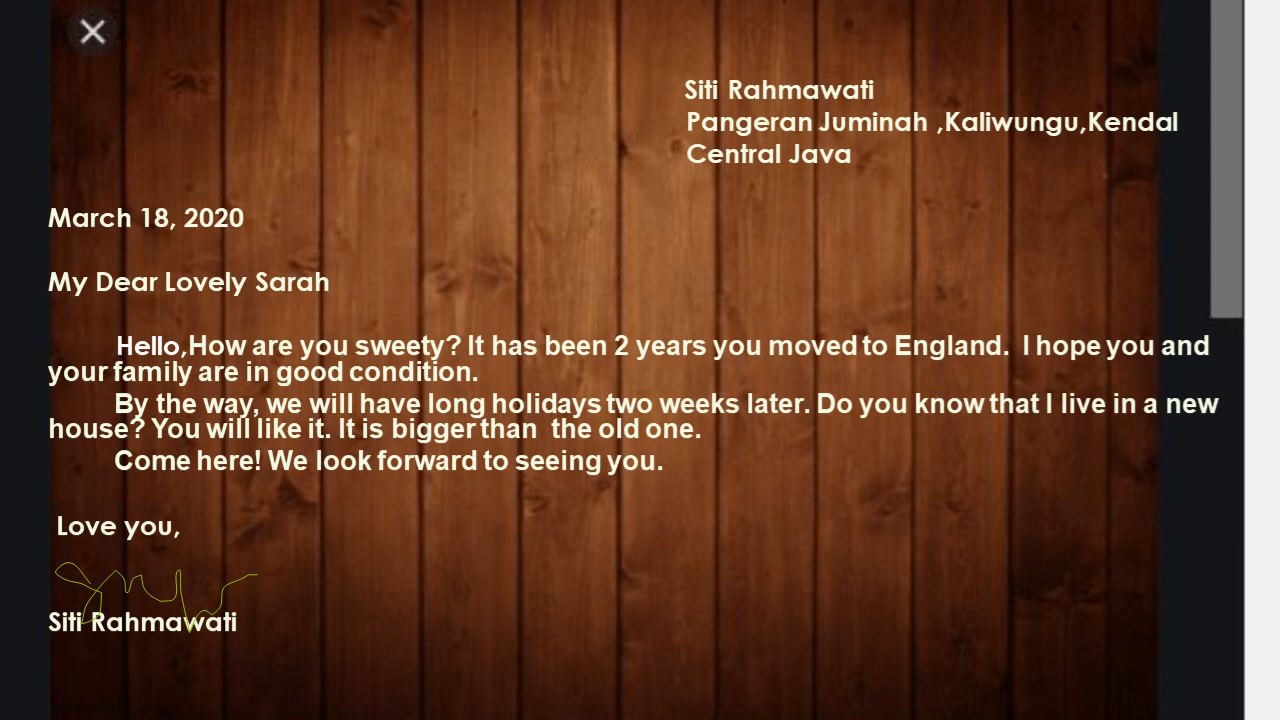 Siti Rahmawati
Pangeran Juminah ,Kaliwungu,Kendal
Central Java
March 18, 2020
My Dear Lovely Sarah
Hello,How are you sweety? It has been 2 years you moved to England. I hope you and
your family are in good condition.
By the way, we will have long holidays two weeks later. Do you know that I live in a new
house? You will like it. It is bigger than the old one.
Come here! We look forward to seeing you.
Love you,
Siti Rahmawati